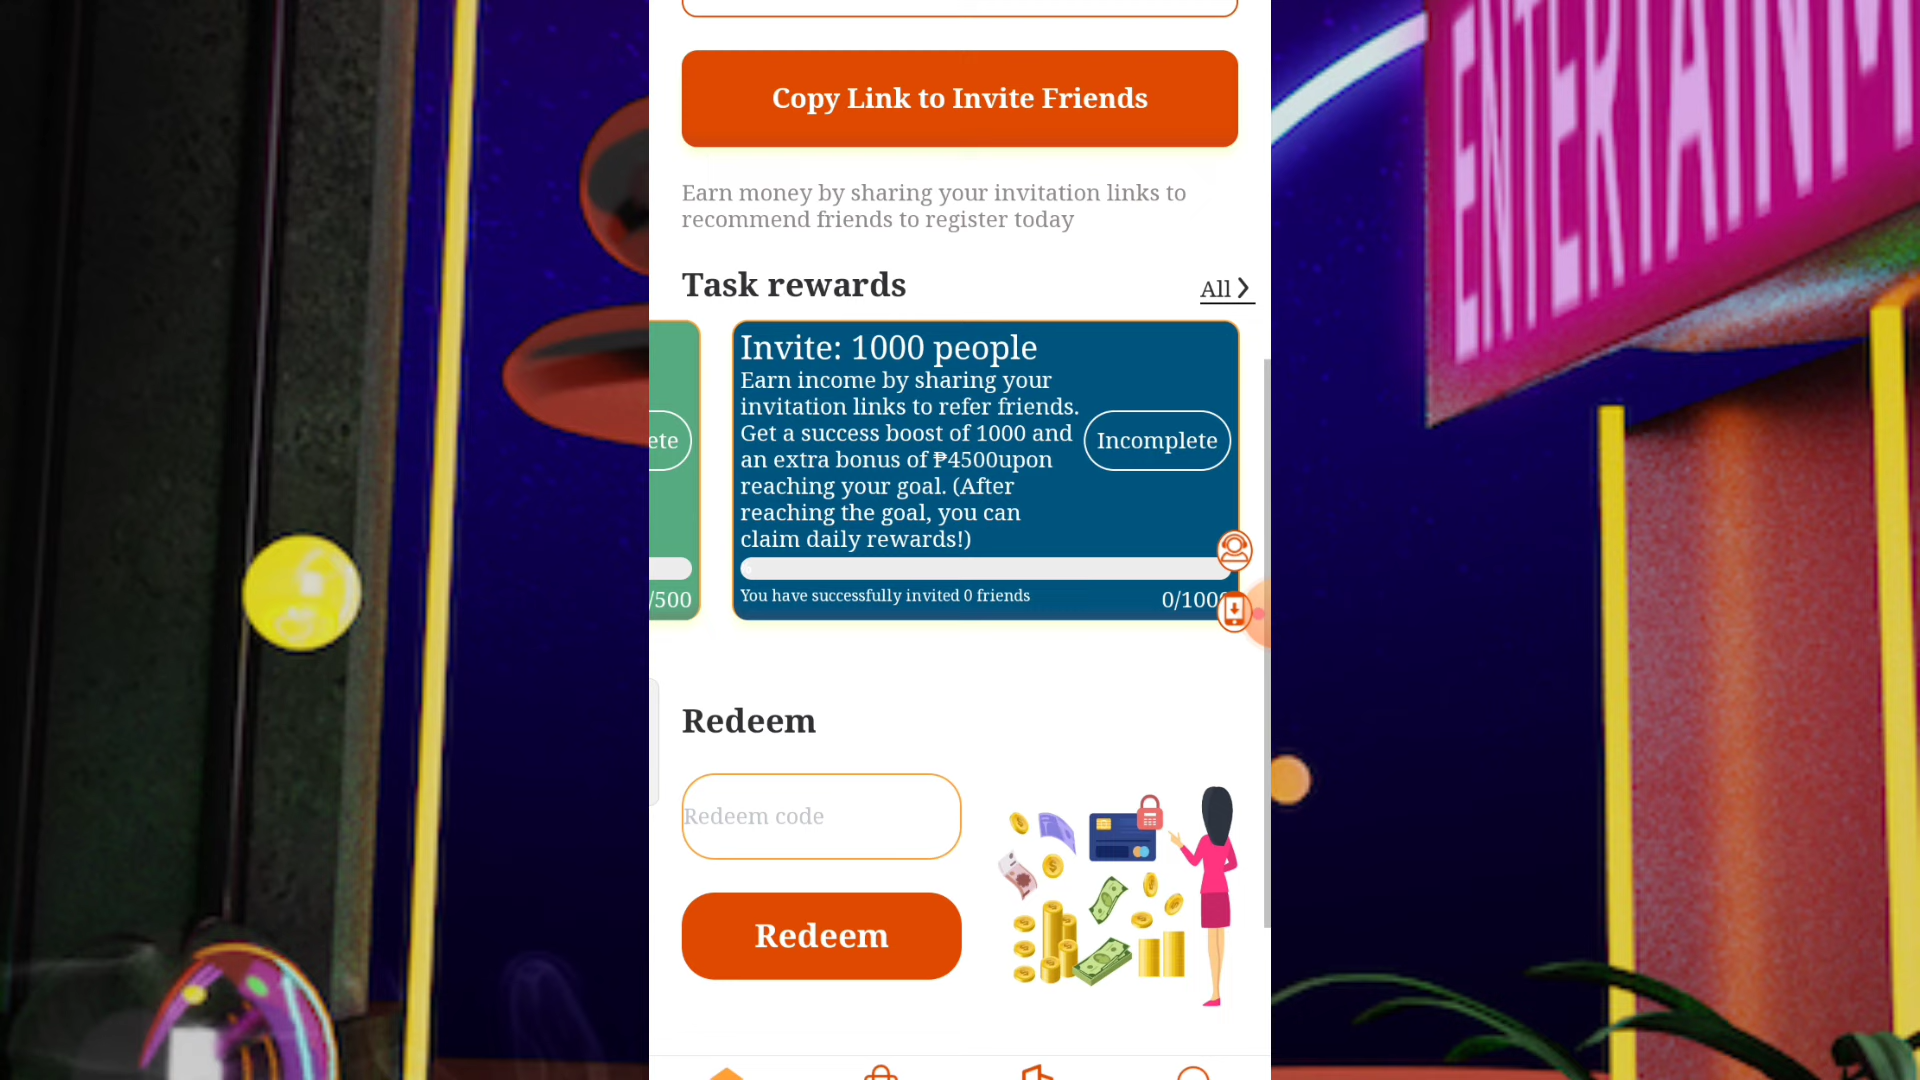 ENTERTAINM
Copy Link to Invite Friends
Earn money by sharing your invitation links to
recommend friends to register today
Task rewards
All
Invite: 1000 people
Earn income by sharing your
invitation links to refer friends.
Get a success boost of 1000 and
an extra bonus of ₱4500upon
reaching your goal. (After
reaching the goal, you can
claim daily rewards!)
ete
Incomplete
You have successfully invited 0 friends
/500
0/1000
Redeem
Redeem code
Redeem